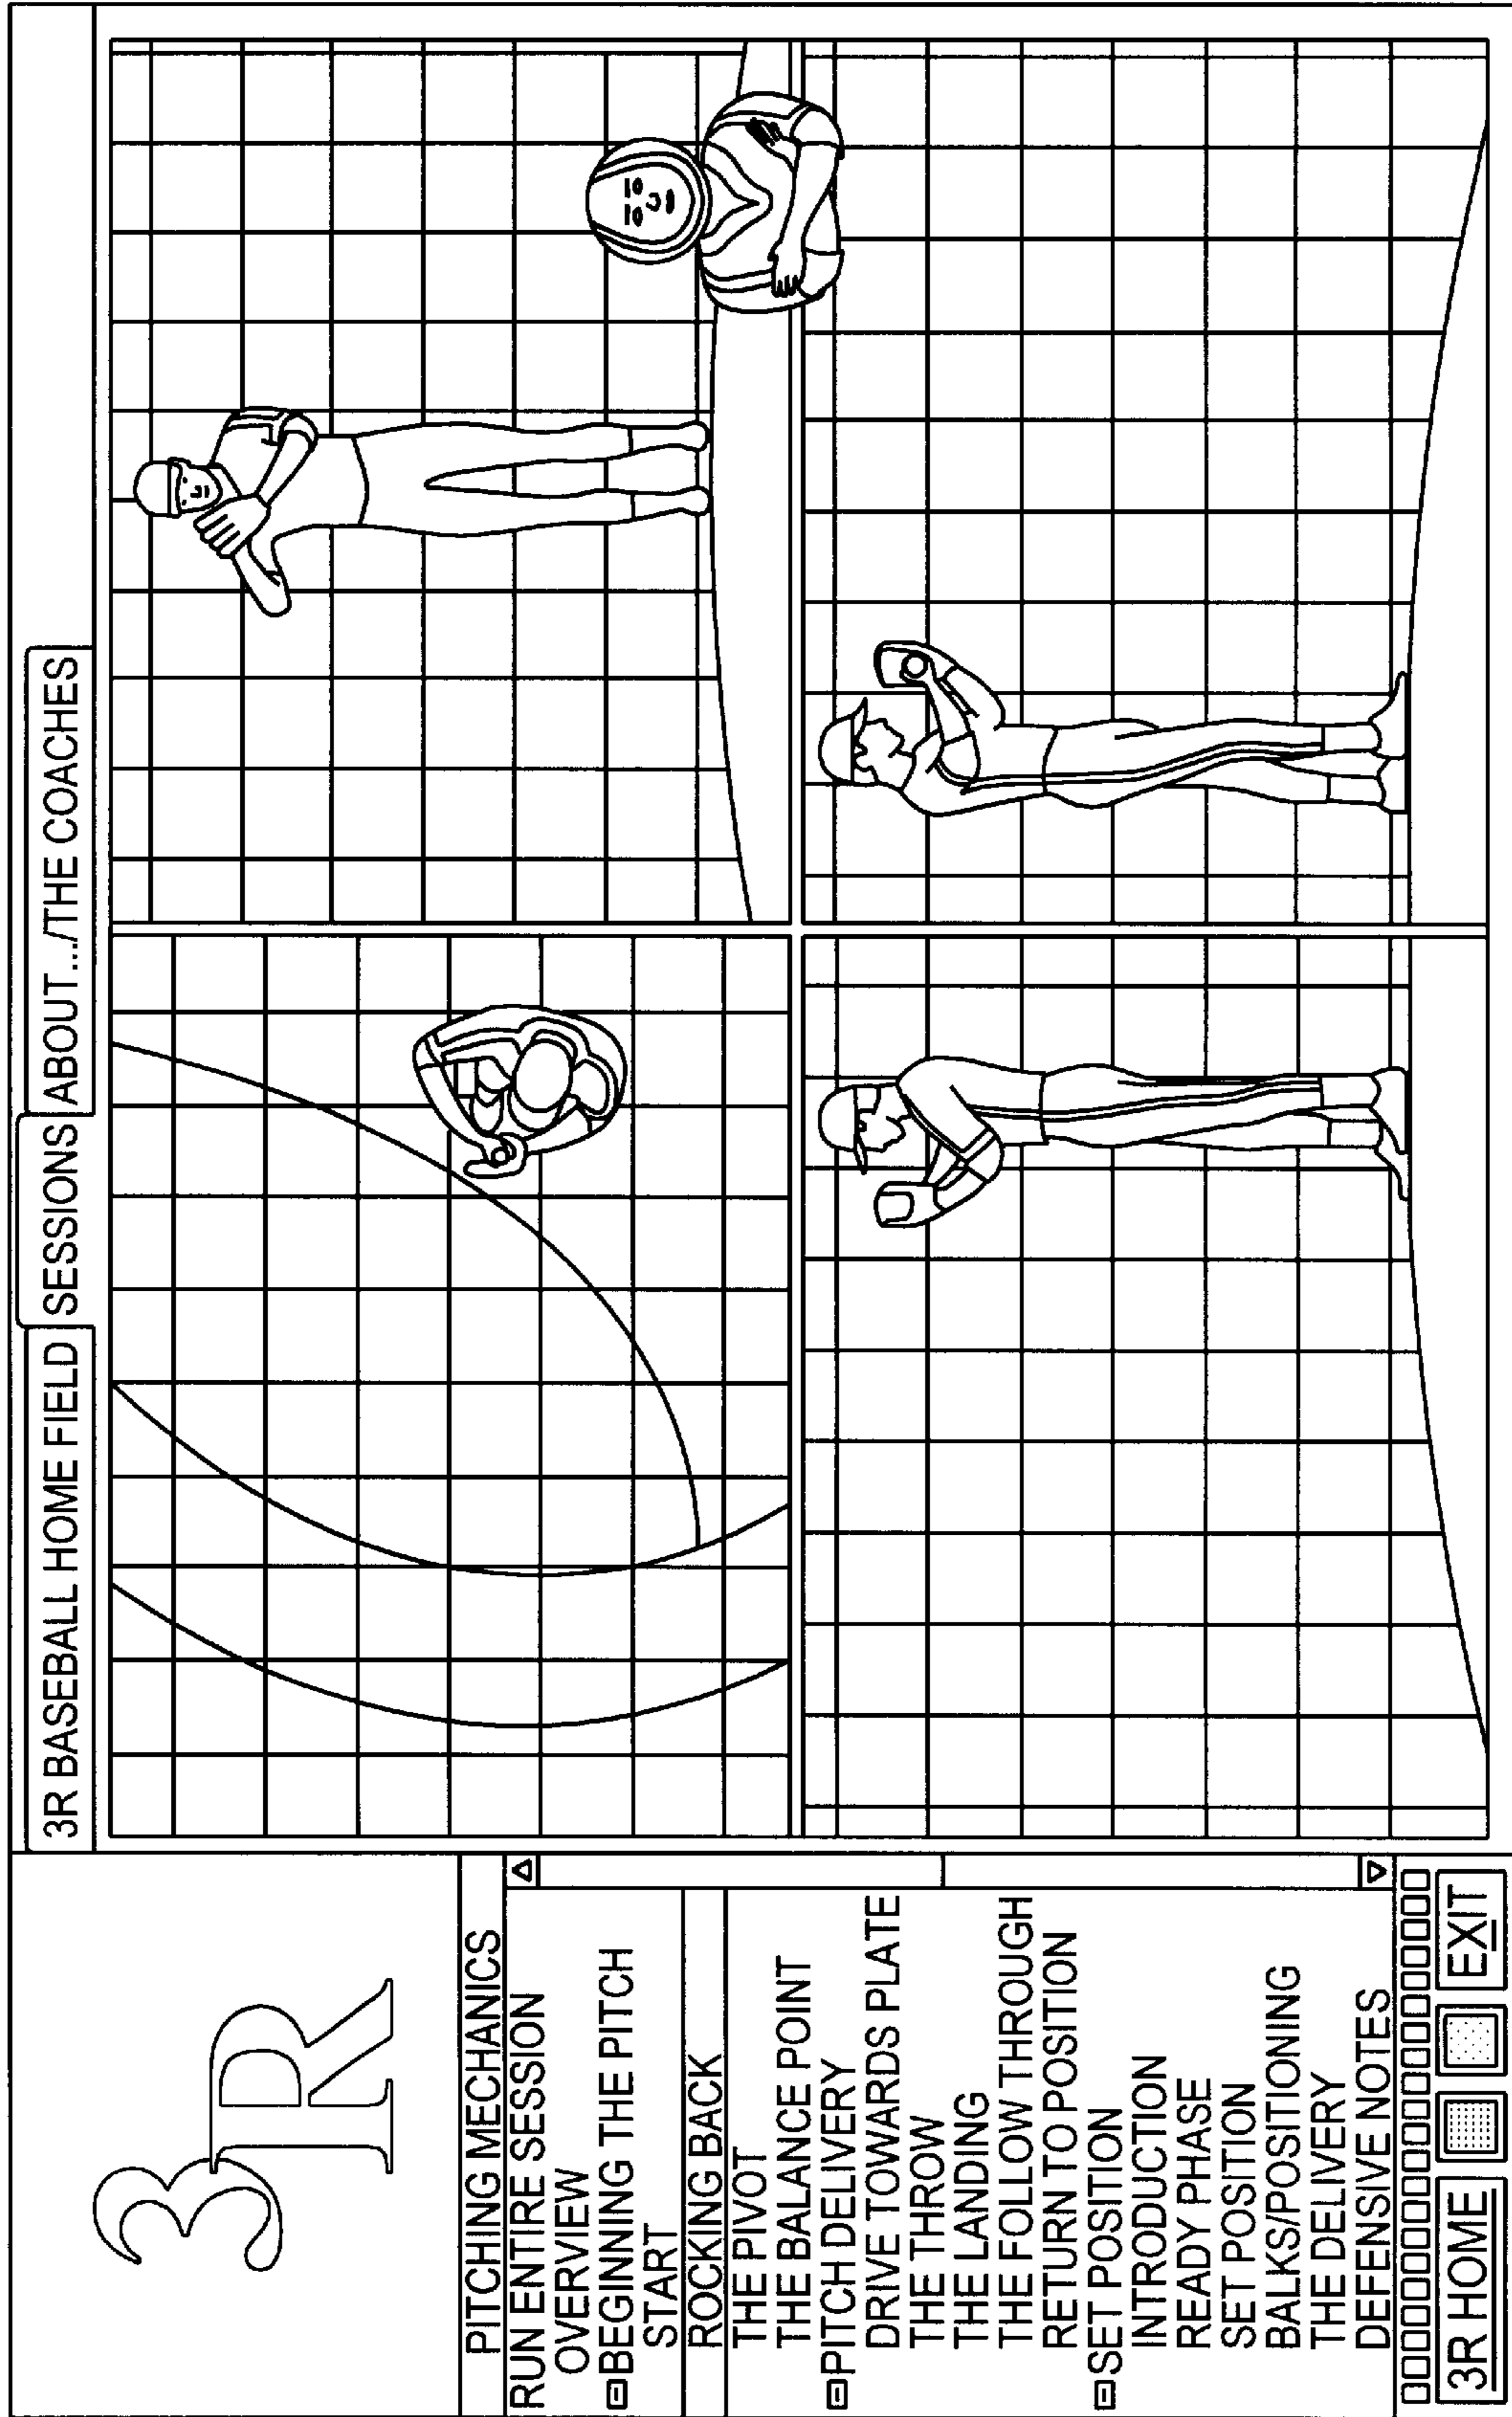 3R BASEBALL HOME FIELD
SESSIONS
ABOUT.../THE COACHES
3R
PITCHING MECHANICS
RUN ENTIRE SESSION
OVERVIEW
BEGINNING THE PITCH
START
ROCKING BACK
THE PIVOT
THE BALANCE POINT
PITCH DELIVERY
DRIVE TOWARDS PLATE
THE THROW
THE LANDING
THE FOLLOW THROUGH
RETURN TO POSITION
SET POSITION
INTRODUCTION
READY PHASE
SET POSITION
BALKS/POSITIONING
THE DELIVERY
DEFENSIVE NOTES
3R HOME
EXIT